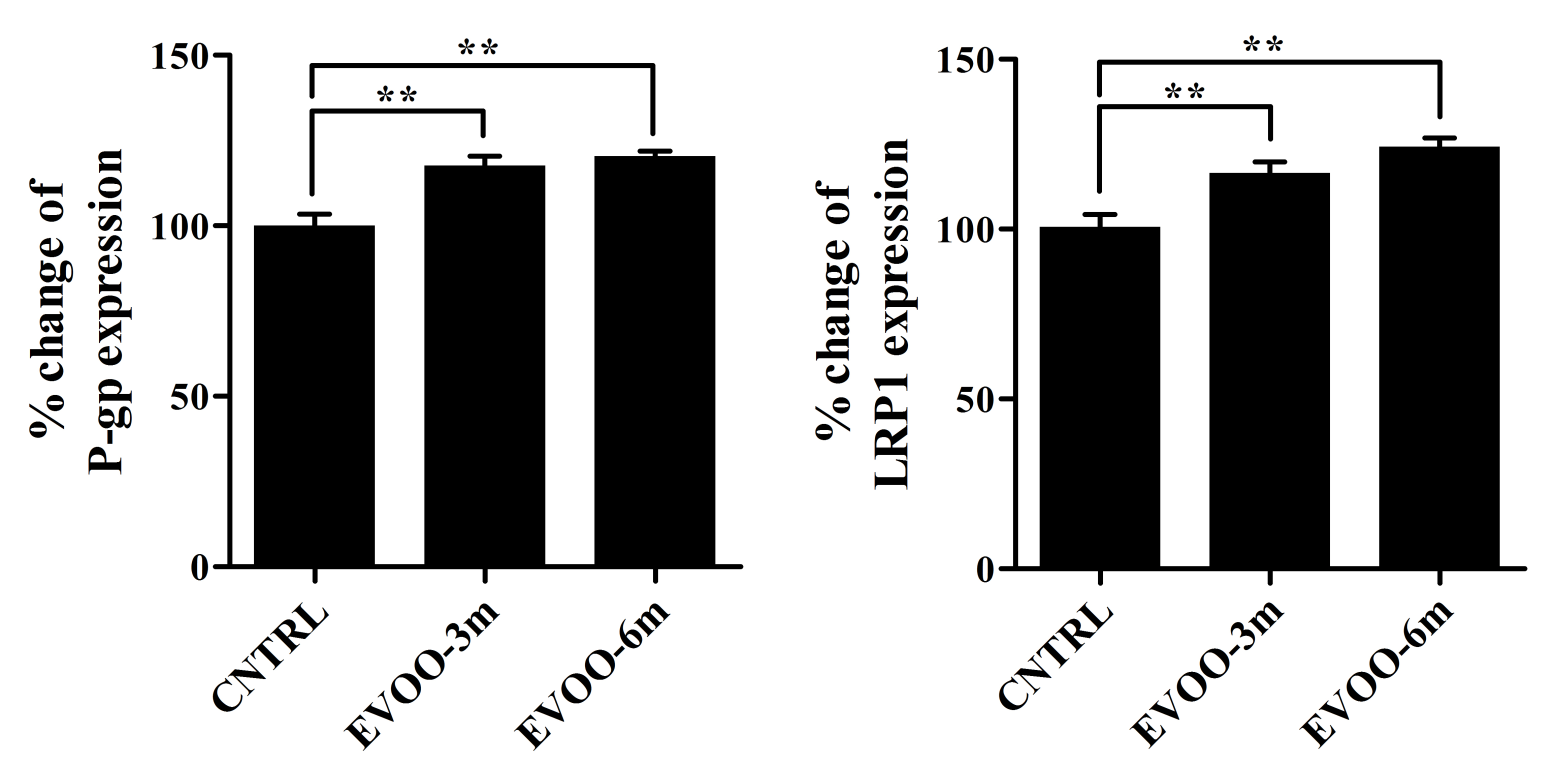 % change of
P-gp expression
150
100
50
0
**
**
CNTRL
EVOO-3m
EVOO-6m
% change of
LRP1 expression
150
100
50
0
**
**
CNTRL
EVOO-3m
EVOO-6m